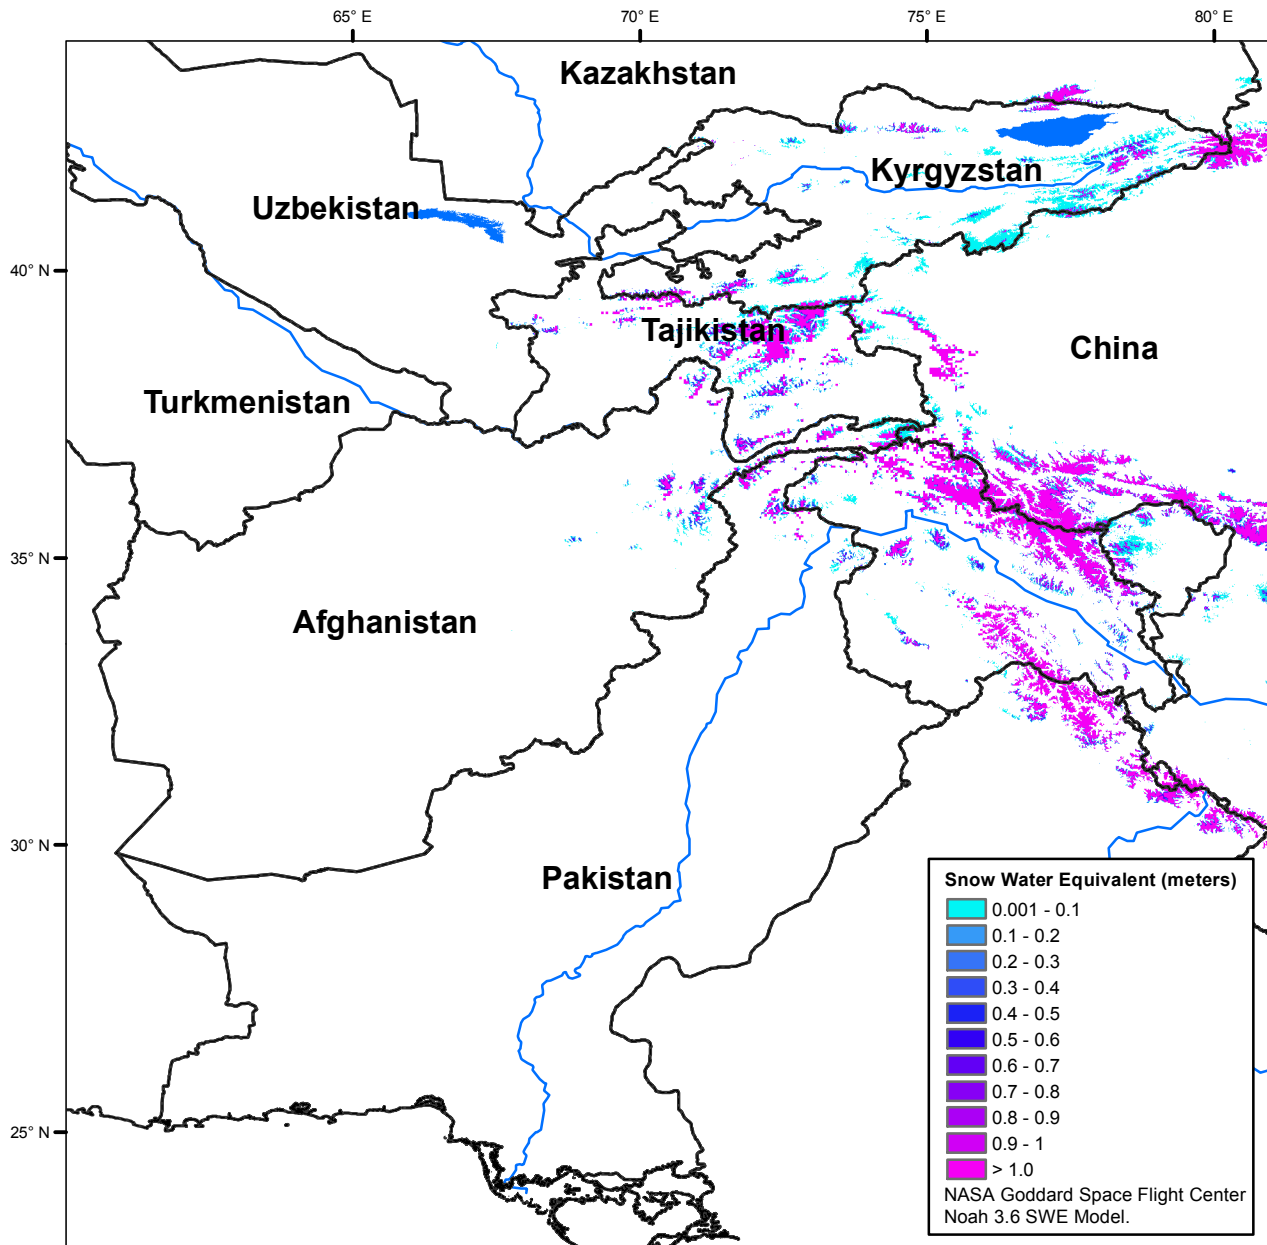 65° E
70° E
75° E
80° E
Kazakhstan
Kyrgyzstan
Uzbekistan
40° N
Tajikistan
China
Turkmenistan
35° N
Afghanistan
30° N
Pakistan
25° N
Snow Water Equivalent (meters)
0.001 - 0.1
0.1 - 0.2
0.2 - 0.3
0.3 - 0.4
0.4 - 0.5
0.5 - 0.6
0.6 - 0.7
0.7 - 0.8
0.8 - 0.9
0.9 - 1
> 1.0
NASA Goddard Space Flight Center
Noah 3.6 SWE Model.